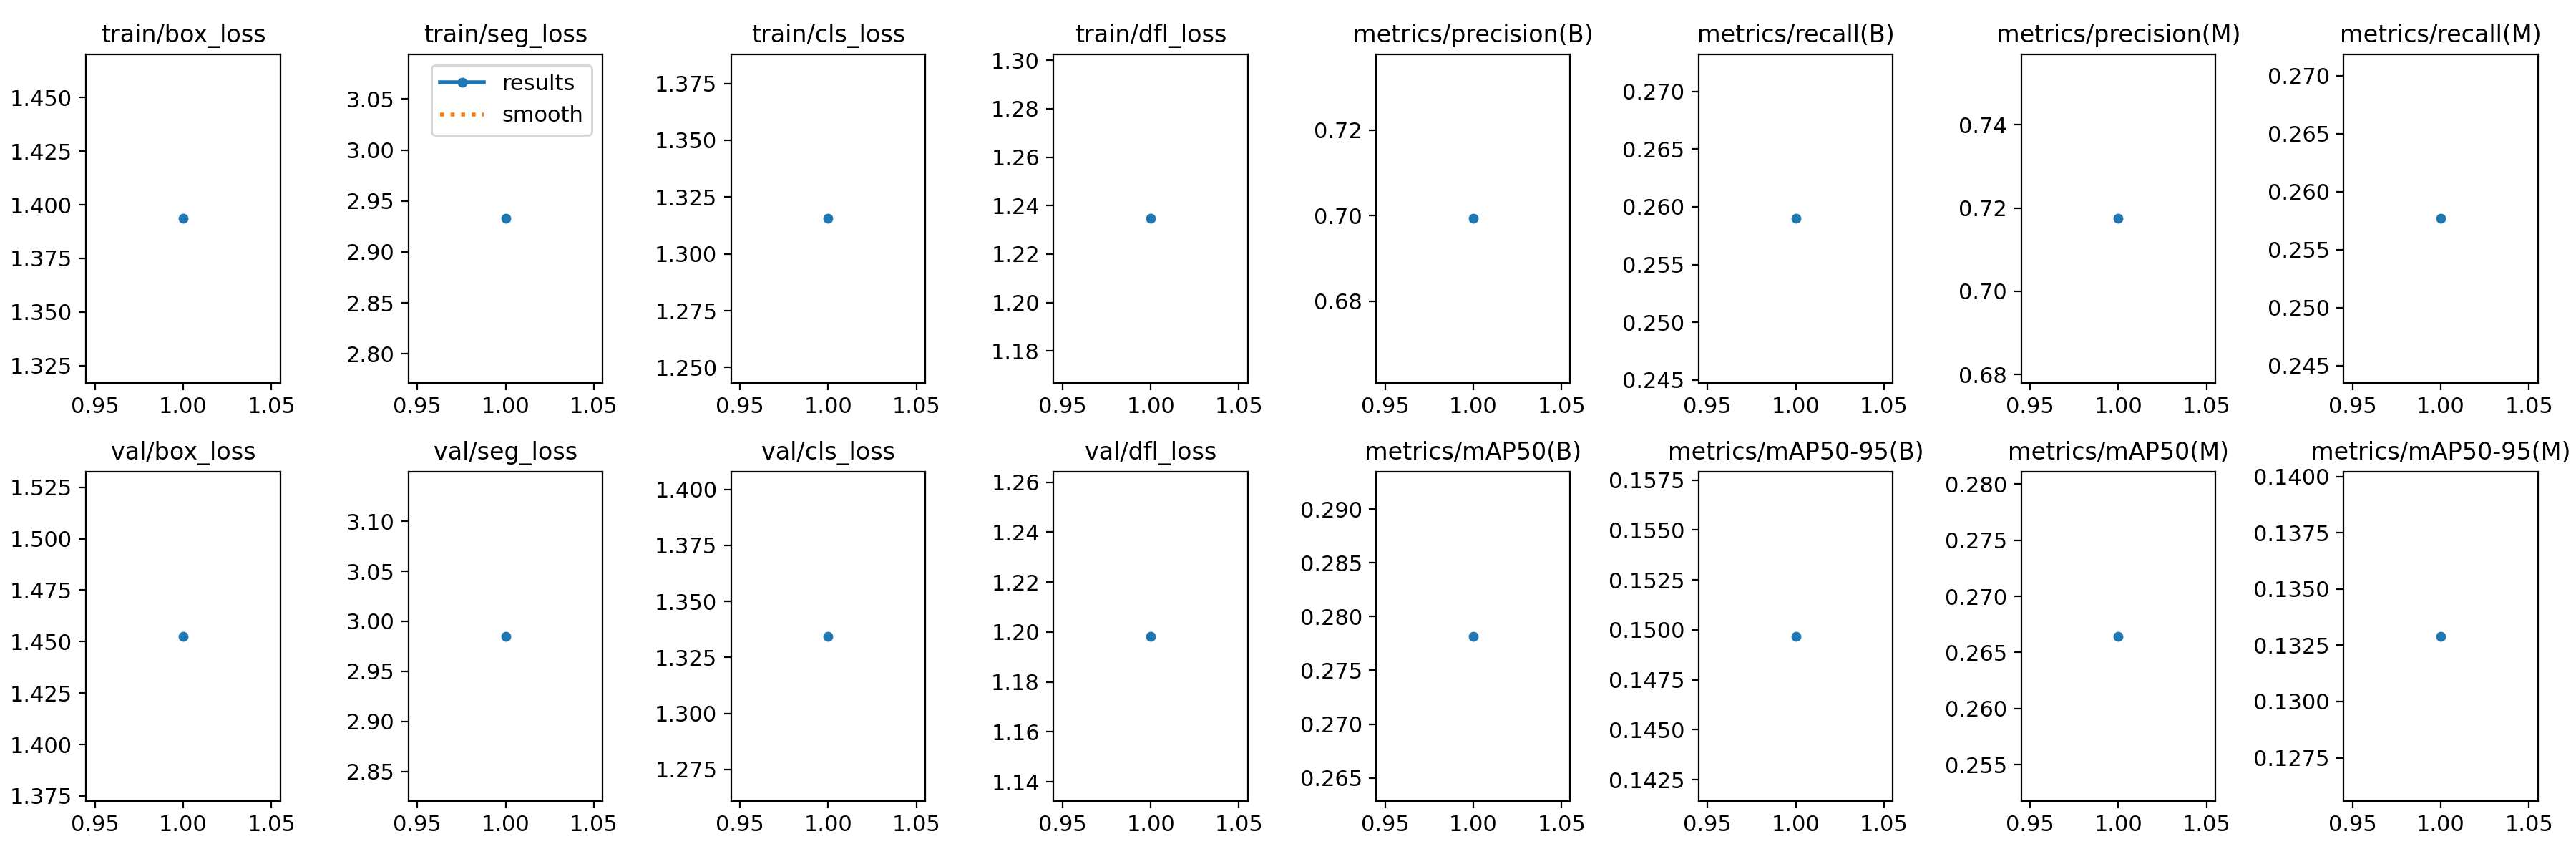 train/box_loss
1.450
1.425
1.400
1.375
1.350
1.325
0.95 1.00 1.05
train/seg_loss
results
smooth
3.05
3.00
2.95
2.90
2.85
2.80
0.95 1.00 1.05
train/cls_loss
1.375
1.350
1.325
1.300
1.275
1.250
0.95 1.00 1.05
train/dfl_loss
1.30
1.28
1.26
1.24
1.22
1.20
1.18
0.95 1.00 1.05
metrics/precision(B)
0.72
0.70
0.68
0.95 1.00 1.05
metrics/recall(B)
0.270
0.265
0.260
0.255
0.250
0.245
0.95 1.00 1.05
metrics/precision(M)
0.74
0.72
0.70
0.68
0.95 1.00 1.05
metrics/recall(M)
0.270
0.265
0.260
0.255
0.250
0.245
0.95 1.00 1.05
val/box_loss
1.525
1.500
1.475
1.450
1.425
1.400
1.375
0.95 1.00 1.05
val/seg_loss
3.10
3.05
3.00
2.95
2.90
2.85
0.95 1.00 1.05
val/cls_loss
1.400
1.375
1.350
1.325
1.300
1.275
0.95 1.00 1.05
val/dfl_loss
1.26
1.24
1.22
1.20
1.18
1.16
1.14
0.95 1.00 1.05
metrics/mAP50(B)
0.290
0.285
0.280
0.275
0.270
0.265
0.95 1.00 1.05
metrics/mAP50-95(B)
0.1575
0.1550
0.1525
0.1500
0.1475
0.1450
0.1425
0.95 1.00 1.05
metrics/mAP50(M)
0.280
0.275
0.270
0.265
0.260
0.255
0.95 1.00 1.05
metrics/mAP50-95(M)
0.1400
0.1375
0.1350
0.1325
0.1300
0.1275
0.95 1.00 1.05